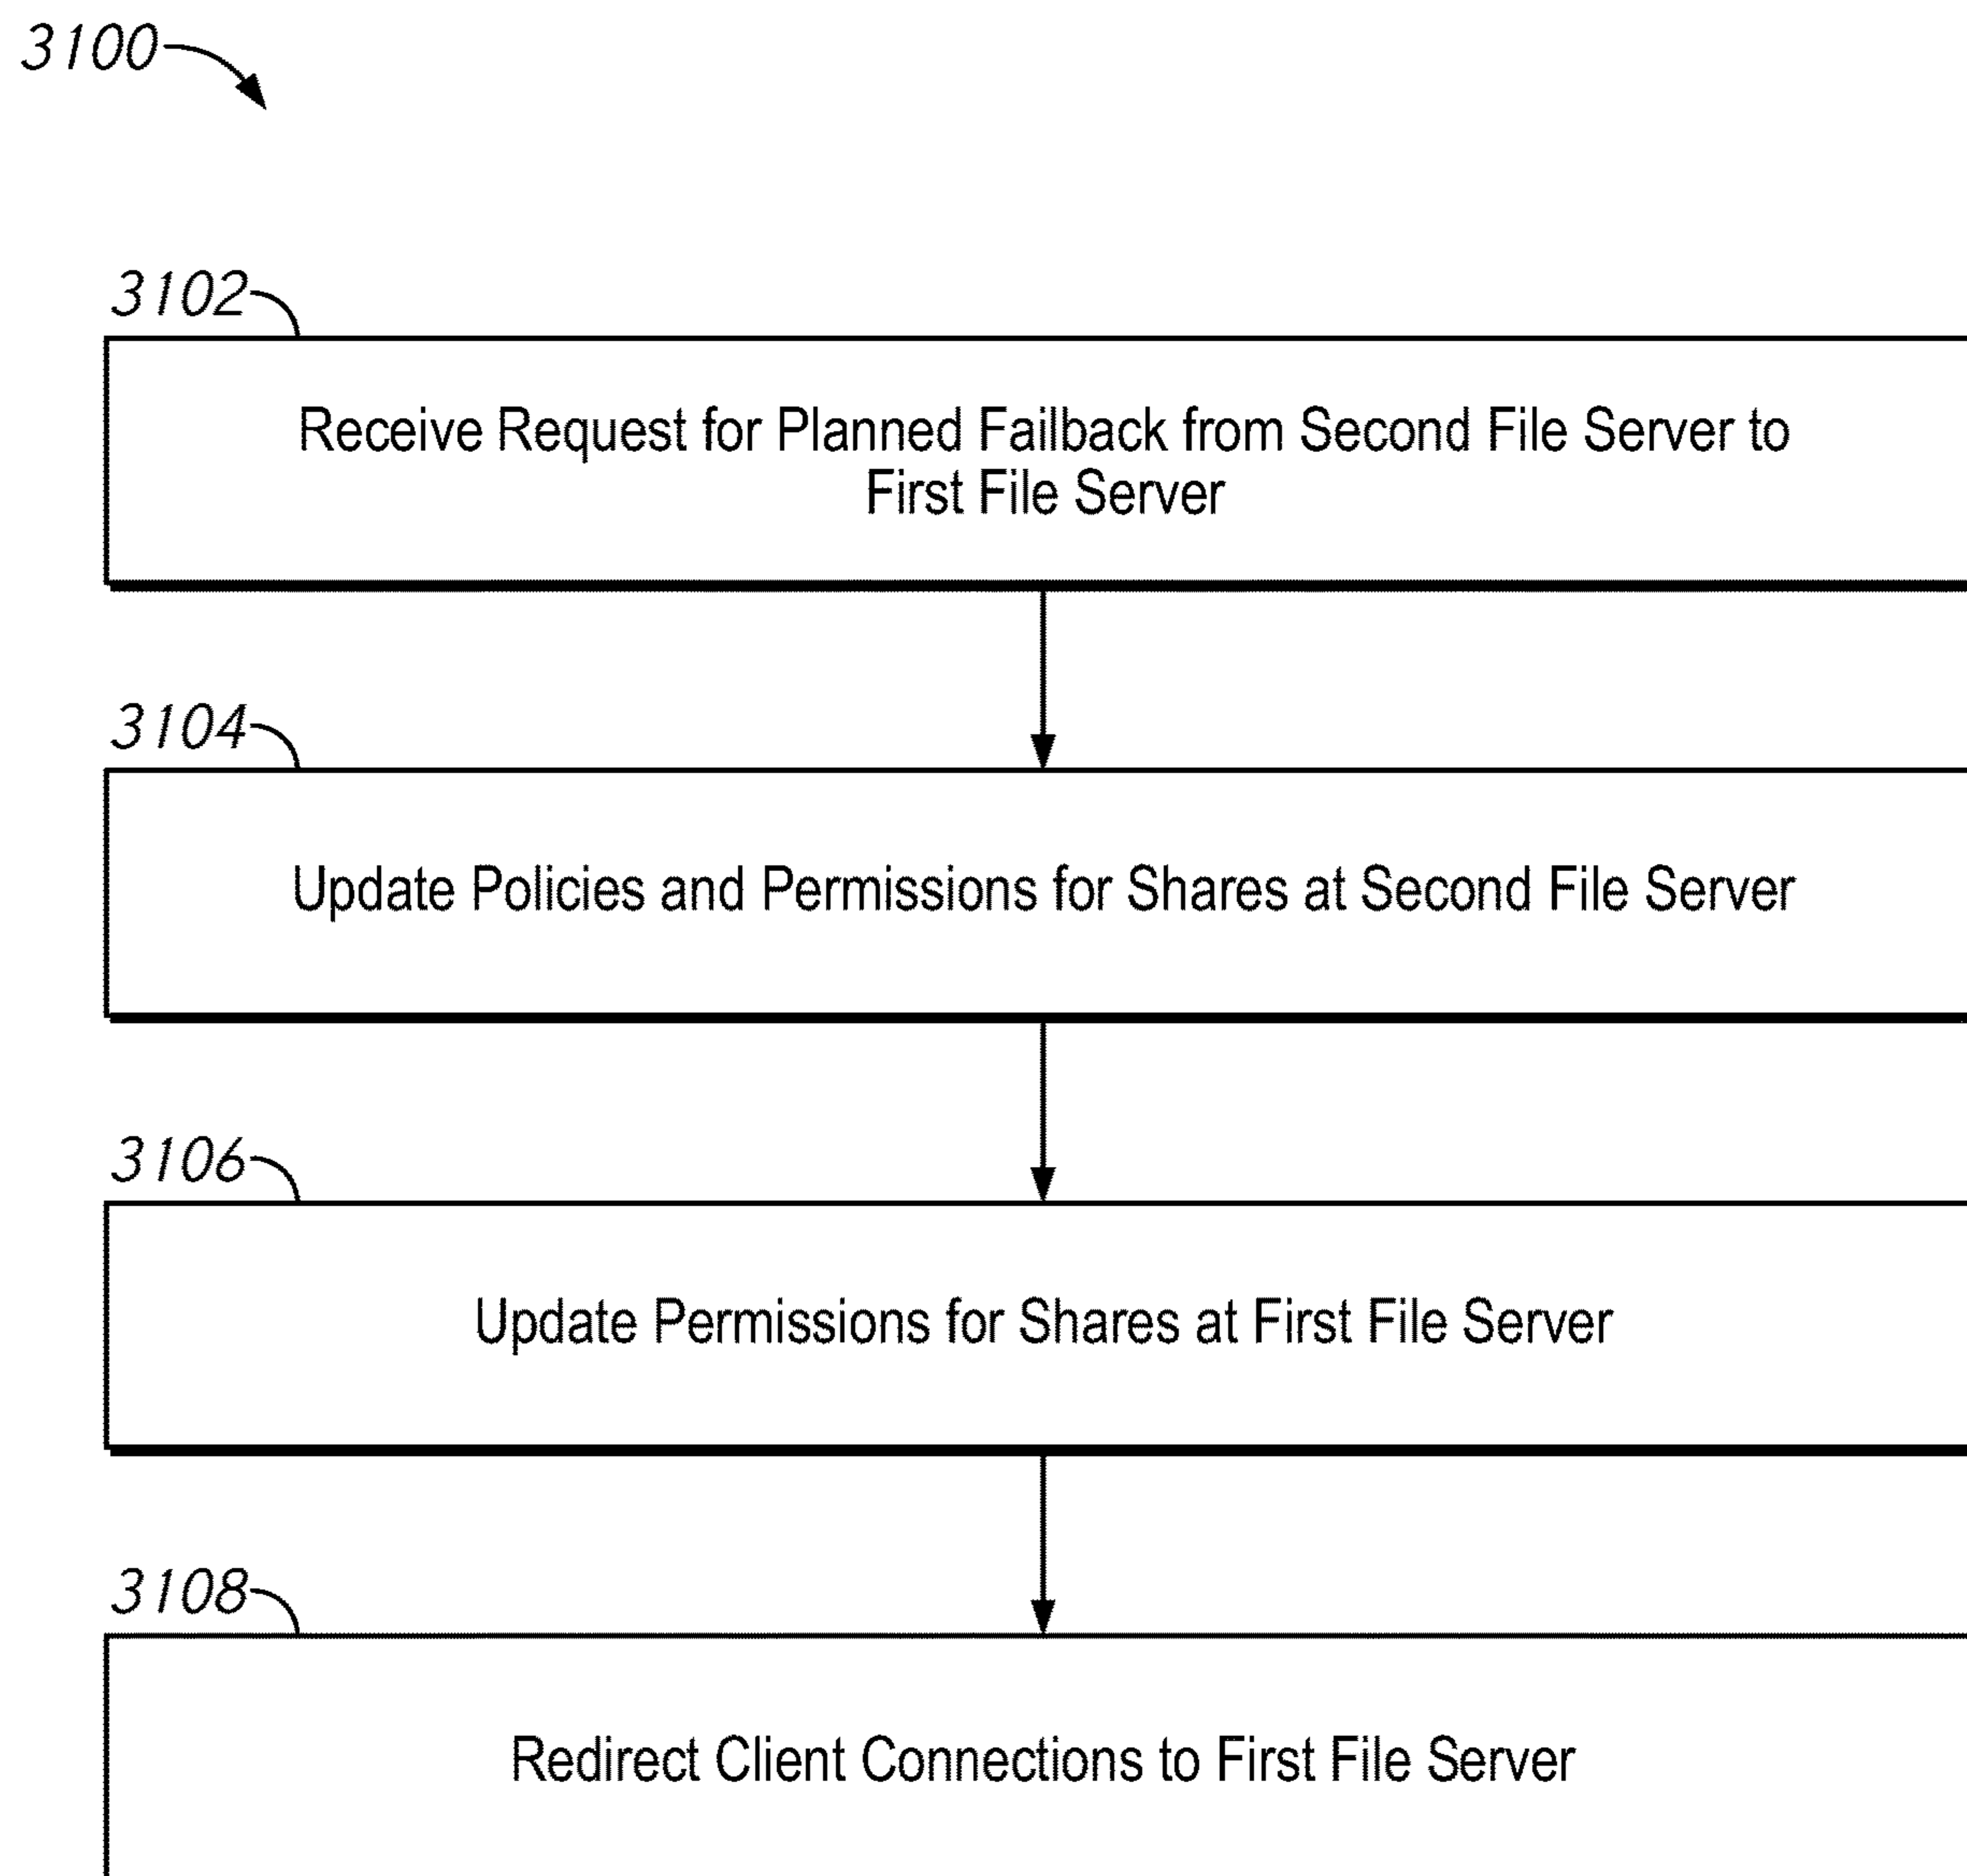 3100
3102
Receive Request for Planned Failback from Second File Server to
First File Server
3104
Update Policies and Permissions for Shares at Second File Server
3106
Update Permissions for Shares at First File Server
3108
Redirect Client Connections to First File Server